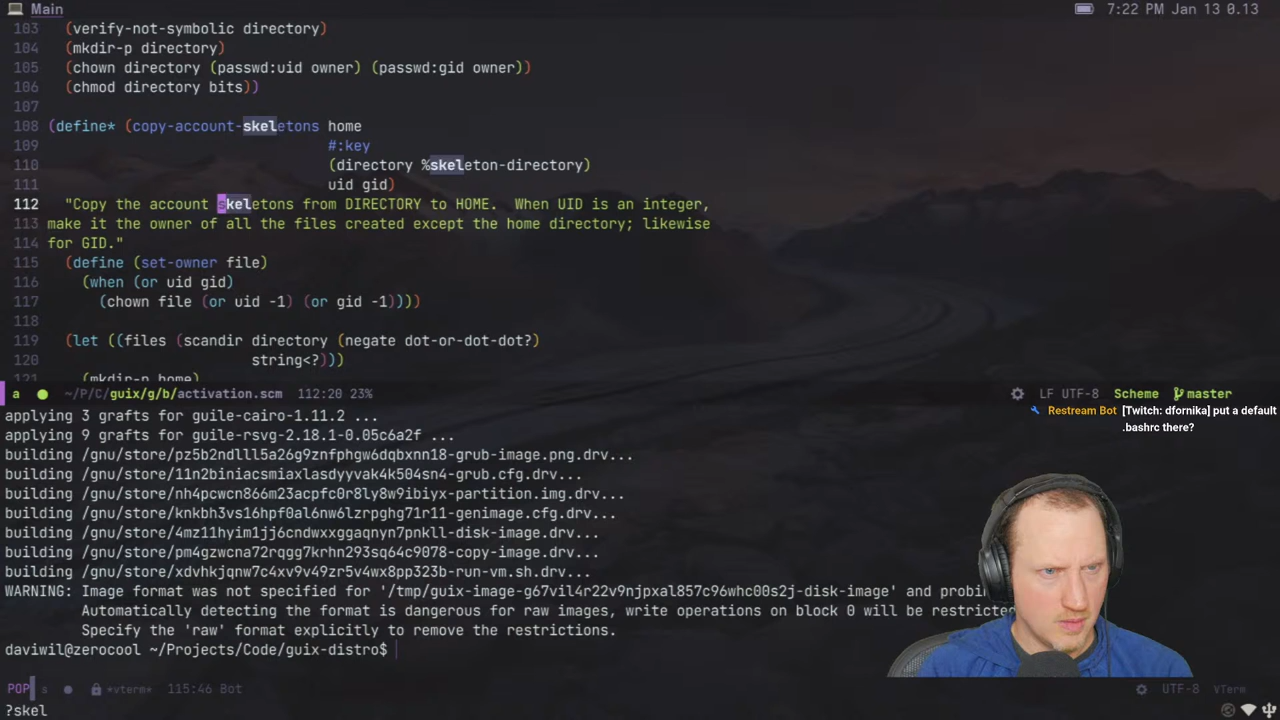 Main
7:22 PM Jan 13 0.13
103 (verify-not-symbolic directory)
104 (mkdir-p directory)
105 (chown directory (passwd:uid owner) (passwd:gid owner))
106 (chmod directory bits))
107
108 (define* (copy-account-skeletons home
109 #:key
110 (directory %skeleton-directory)
111 uid gid)
112 "Copy the account skeletons from DIRECTORY to HOME.  When UID is an integer,
113 make it the owner of all the files created except the home directory; likewise
114 for GID."
115 (define (set-owner file)
116 (when (or uid gid)
117 (chown file (or uid -1) (or gid -1))))
118
119 (let ((files (scandir directory (negate dot-or-dot-dot?)
120 string<?)))
121 (mkdir-p home)
a ~/P/C/guix/g/b/activation.scm 112:20 23% LF UTF-8 Scheme master
Restream Bot [Twitch: dfornika] put a default
.bashrc there?
applying 3 grafts for guile-cairo-1.11.2 ...
applying 9 grafts for guile-rsvg-2.18.1-0.05c6a2f ...
building /gnu/store/pz5b2ndlll5a26g9znfphgw6dqbxnn18-grub-image.png.drv...
building /gnu/store/11n2biniacsmiaxlasdyyvak4k504sn4-grub.cfg.drv...
building /gnu/store/nh4pcwcn866m23acpfc0r8ly8w9ibiyx-partition.img.drv...
building /gnu/store/knkbh3vs16hpf0al6nw6lzrpghg71r11-genimage.cfg.drv...
building /gnu/store/4mz11hyim1jj6cndwxxggaqnyn7pnkll-disk-image.drv...
building /gnu/store/pm4gzwcna72rqgg7krhn293sq64c9078-copy-image.drv...
building /gnu/store/xdvhkjqnw7c4xv9v49zr5v4wx8pp323b-run-vm.sh.drv...
WARNING: Image format was not specified for '/tmp/guix-image-g67vil4r22v9njpxal857c96whc00s2j-disk-image' and probi
Automatically detecting the format is dangerous for raw images, write operations on block 0 will be restricted
Specify the 'raw' format explicitly to remove the restrictions.
daviwil@zerocool ~/Projects/Code/guix-distro$
POP s *vterm* 115:46 Bot UTF-8 VTerm
?skel